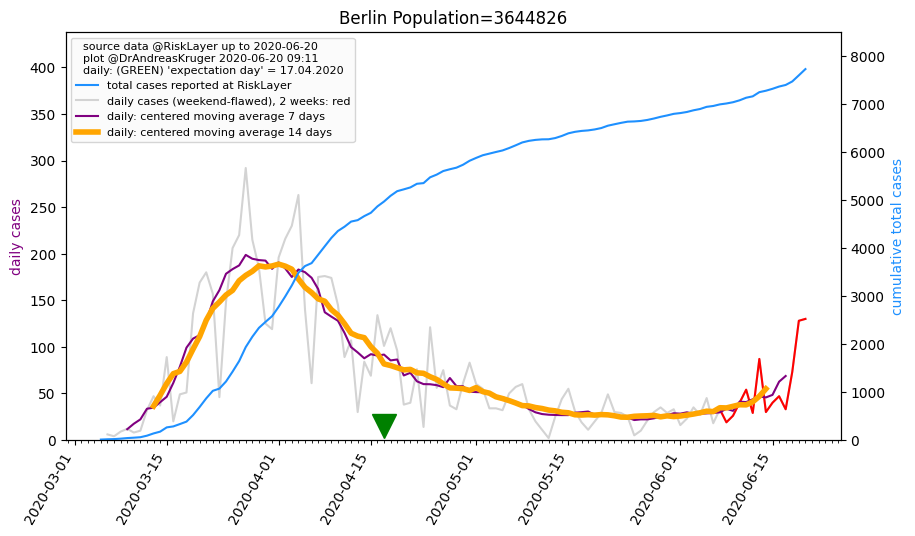 Berlin Population=3644826
source data @RiskLayer up to 2020-06-20
plot @DrAndreasKruger 2020-06-20 09:11
daily: (GREEN) 'expectation day' = 17.04.2020
total cases reported at RiskLayer
daily cases (weekend-flawed), 2 weeks: red
daily: centered moving average 7 days
daily: centered moving average 14 days
daily cases
400
350
300
250
200
150
100
50
0
cumulative total cases
8000
7000
6000
5000
4000
3000
2000
1000
0
2020-03-01
2020-03-15
2020-04-01
2020-04-15
2020-05-01
2020-05-15
2020-06-01
2020-06-15